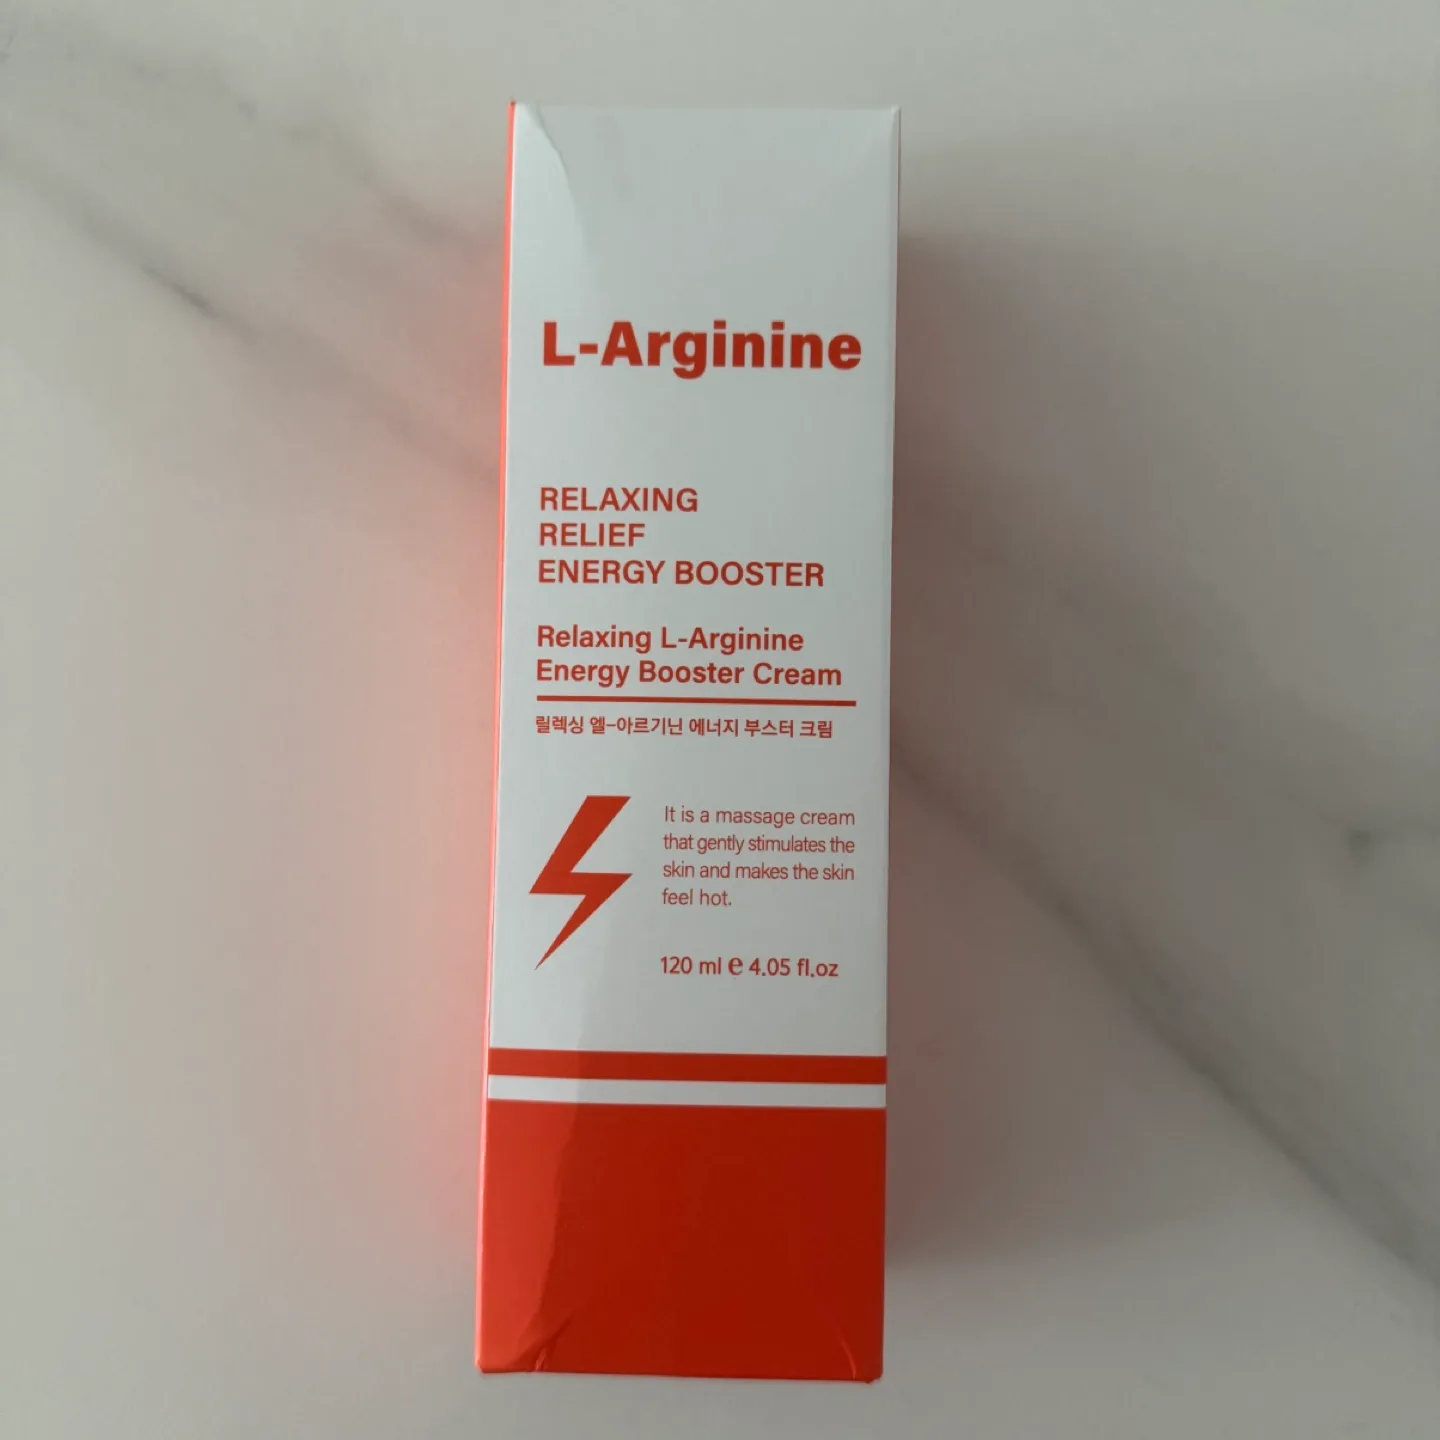 L-Arginine
RELAXING
RELIEF
ENERGY BOOSTER
Relaxing L-Arginine
Energy Booster Cream
릴렉싱 엘-아르기닌 에너지 부스터 크림
It is a massage cream
that gently stimulates the
skin and makes the skin
feel hot.
120 ml ℮ 4.05 fl.oz